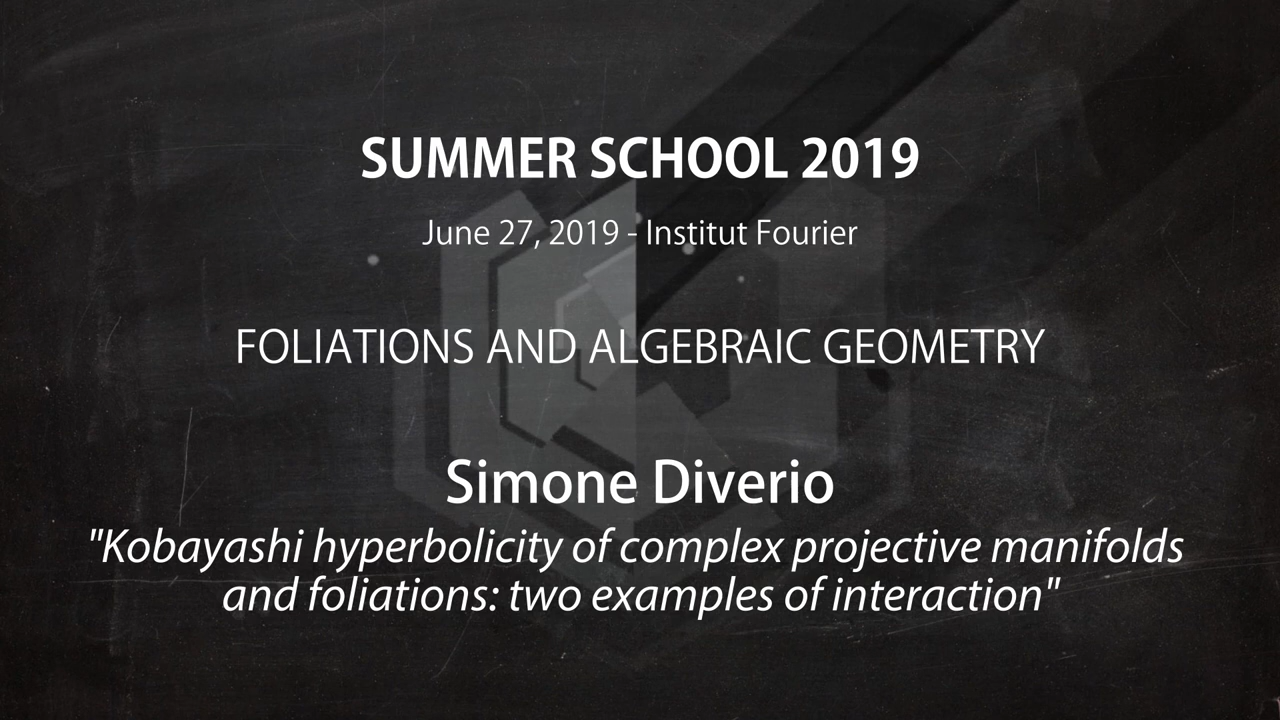 SUMMER SCHOOL 2019
June 27, 2019 - Institut Fourier
FOLIATIONS AND ALGEBRAIC GEOMETRY
Simone Diverio
"Kobayashi hyperbolicity of complex projective manifolds
and foliations: two examples of interaction"